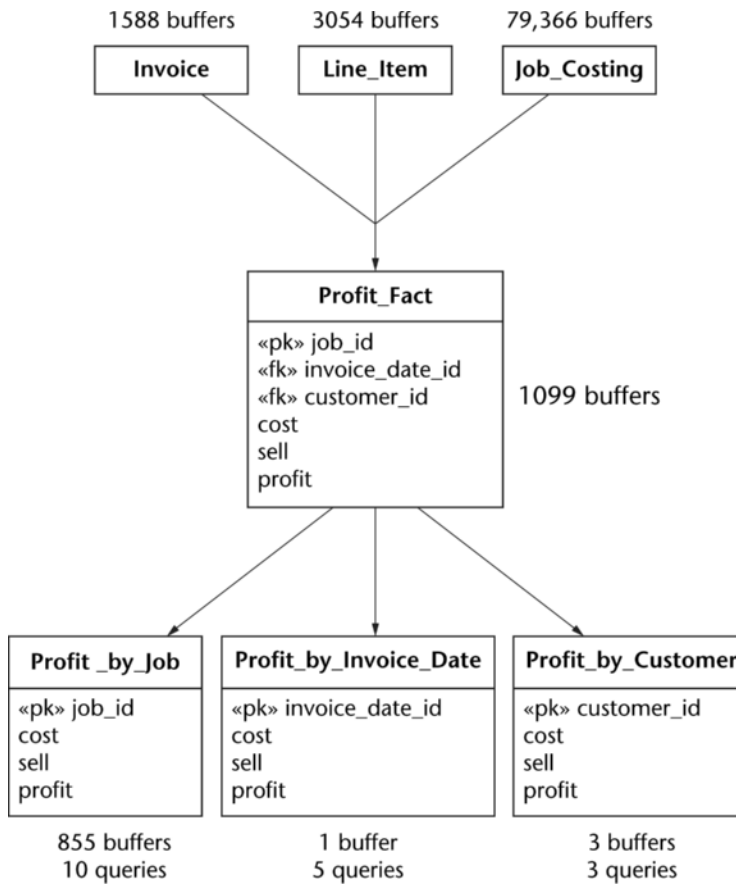 1588 buffers
3054 buffers
79,366 buffers
Invoice
Line_Item
Job_Costing
Profit_Fact
«pk» job_id
«fk» invoice_date_id
«fk» customer_id
cost
sell
profit
1099 buffers
Profit _by_Job
«pk» job_id
cost
sell
profit
855 buffers
10 queries
Profit_by_Invoice_Date
«pk» invoice_date_id
cost
sell
profit
1 buffer
5 queries
Profit_by_Customer
«pk» customer_id
cost
sell
profit
3 buffers
3 queries